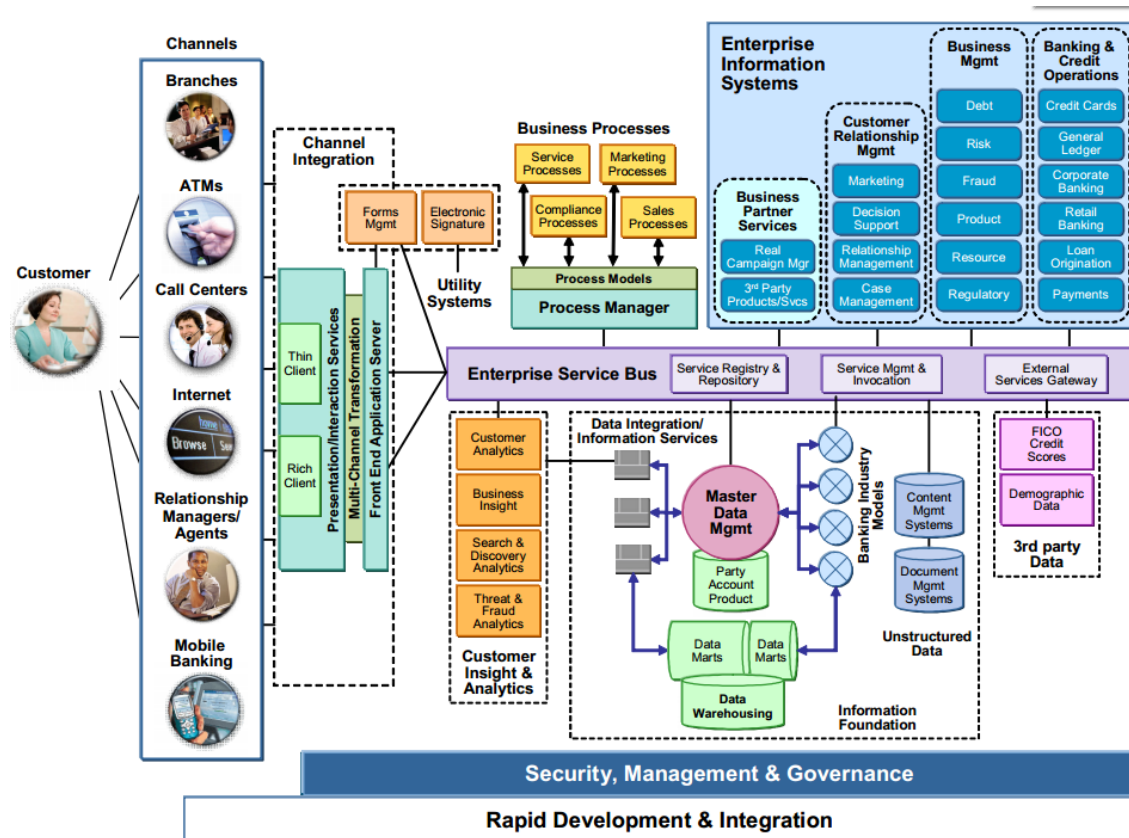 Channels
Branches
ATMs
Customer
Call Centers
Internet
Browse
Relationship
Managers/
Agents
Mobile
Banking
Channel
Integration
Thin
Client
Rich
Client
Presentation/Interaction Services
Multi-Channel Transformation
Front End Application Server
Forms
Mgmt
Electronic
Signature
Utility
Systems
Business Processes
Service
Processes
Marketing
Processes
Compliance
Processes
Sales
Processes
Process Models
Process Manager
Enterprise
Information
Systems
Business
Partner
Services
Real
Campaign Mgr
3rd Party
Products/Svcs
Customer
Relationship
Mgmt
Marketing
Decision
Support
Relationship
Management
Case
Management
Business
Mgmt
Debt
Risk
Fraud
Product
Resource
Regulatory
Banking &
Credit
Operations
Credit Cards
General
Ledger
Corporate
Banking
Retail
Banking
Loan
Origination
Payments
Enterprise Service Bus
Service Registry &
Repository
Service Mgmt &
Invocation
External
Services Gateway
Customer
Analytics
Business
Insight
Search &
Discovery
Analytics
Threat &
Fraud
Analytics
Customer
Insight &
Analytics
Data Integration/
Information Services
Master
Data
Mgmt
Party
Account
Product
Banking Industry
Models
Data
Marts
Data
Marts
Data
Warehousing
Content
Mgmt
Systems
Document
Mgmt
Systems
Unstructured
Data
Information
Foundation
FICO
Credit
Scores
Demographic
Data
3rd party
Data
Security, Management & Governance
Rapid Development & Integration